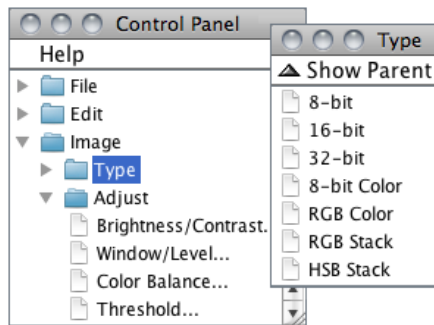 Control Panel
Help
File
Edit
Image
Type
Adjust
Brightness/Contrast.
Window/Level...
Color Balance...
Threshold...
Type
Show Parent
8-bit
16-bit
32-bit
8-bit Color
RGB Color
RGB Stack
HSB Stack